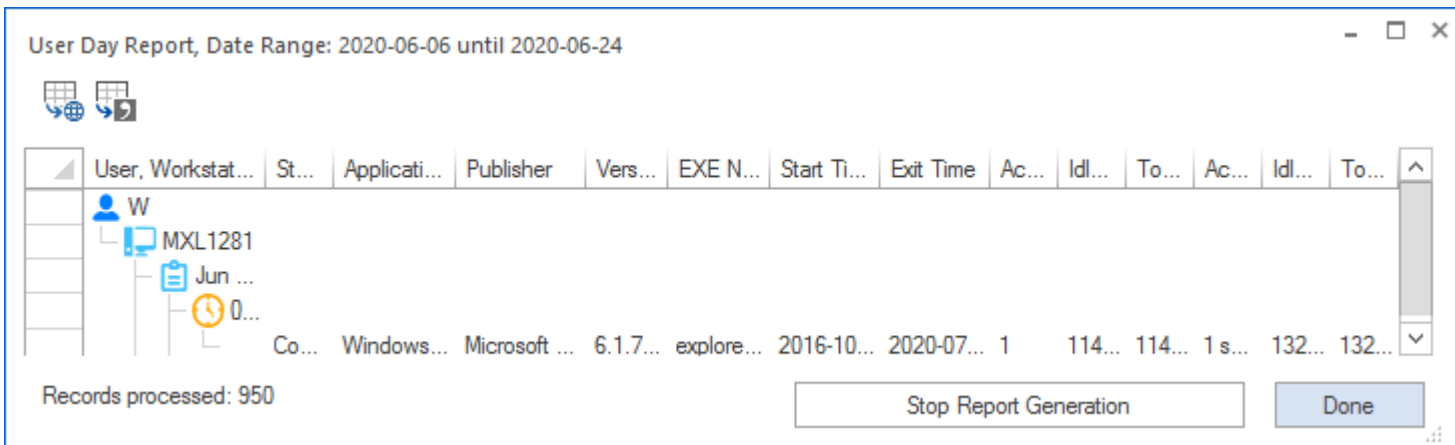 User Day Report, Date Range: 2020-06-06 until 2020-06-24
User, Workstat... St... Applicati... Publisher Vers... EXE N... Start Ti... Exit Time Ac... Idl... To... Ac... Idl... To...
W
MXL1281
Jun ...
0...
Co... Windows... Microsoft ... 6.1.7... explore... 2016-10... 2020-07... 1 114... 114... 1 s... 132... 132...
Records processed: 950 Stop Report Generation Done